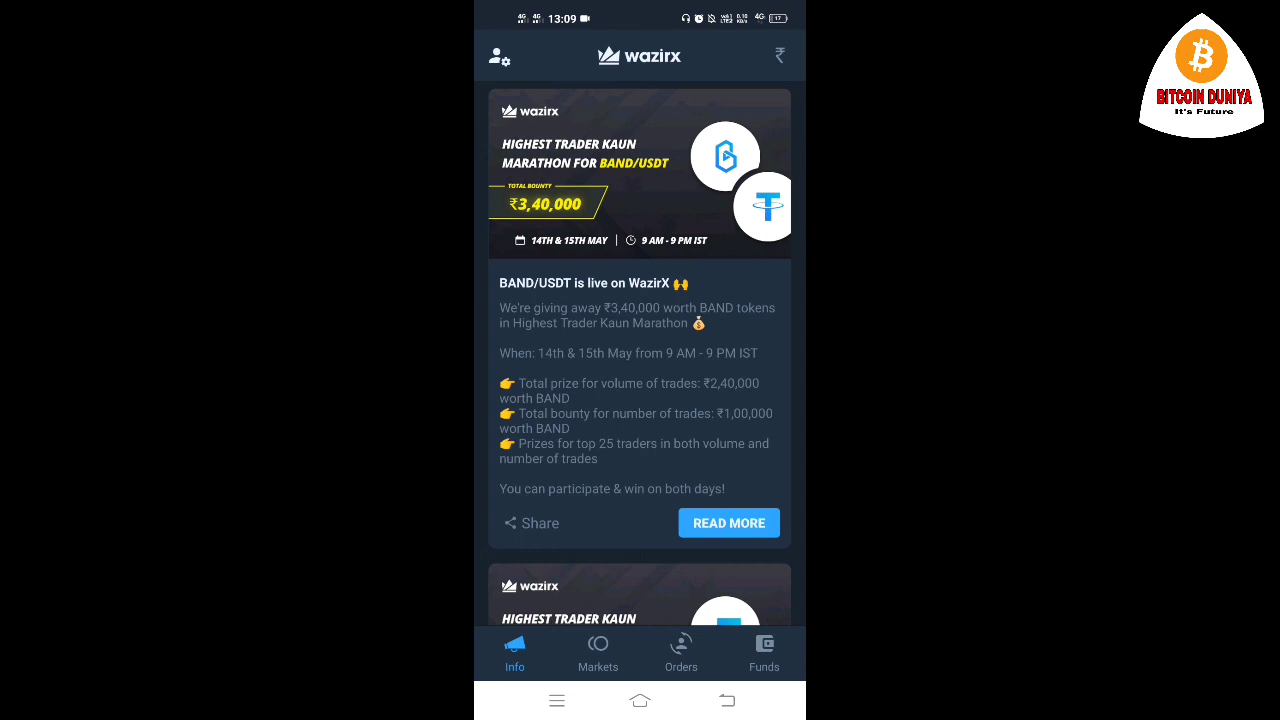 4G 4G 13:09
4G 17
wazirx
₹
BITCOIN DUNIYA
It's Future
wazirx
HIGHEST TRADER KAUN
MARATHON FOR BAND/USDT
TOTAL BOUNTY
₹3,40,000
14TH & 15TH MAY | 9 AM - 9 PM IST
BAND/USDT is live on WazirX 🙌
We're giving away ₹3,40,000 worth BAND tokens
in Highest Trader Kaun Marathon 💰
When: 14th & 15th May from 9 AM - 9 PM IST
👉 Total prize for volume of trades: ₹2,40,000
worth BAND
👉 Total bounty for number of trades: ₹1,00,000
worth BAND
👉 Prizes for top 25 traders in both volume and
number of trades
You can participate & win on both days!
Share
READ MORE
wazirx
HIGHEST TRADER KAUN
Info Markets Orders Funds